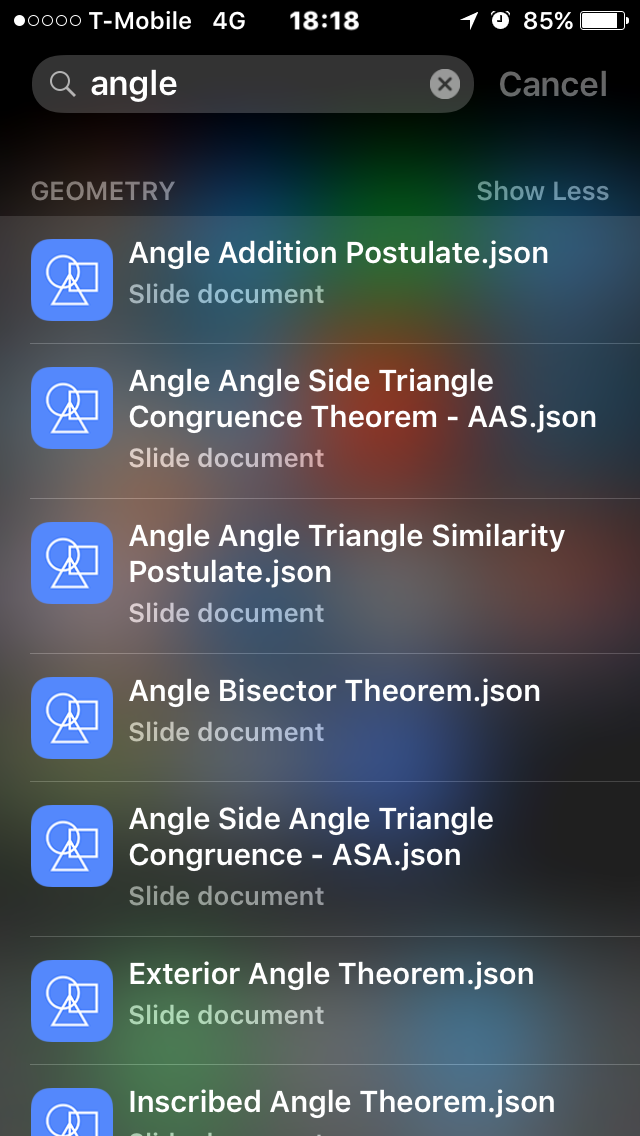 T-Mobile 4G 18:18 85%
angle Cancel
GEOMETRY Show Less
Angle Addition Postulate.json
Slide document
Angle Angle Side Triangle
Congruence Theorem - AAS.json
Slide document
Angle Angle Triangle Similarity
Postulate.json
Slide document
Angle Bisector Theorem.json
Slide document
Angle Side Angle Triangle
Congruence - ASA.json
Slide document
Exterior Angle Theorem.json
Slide document
Inscribed Angle Theorem.json